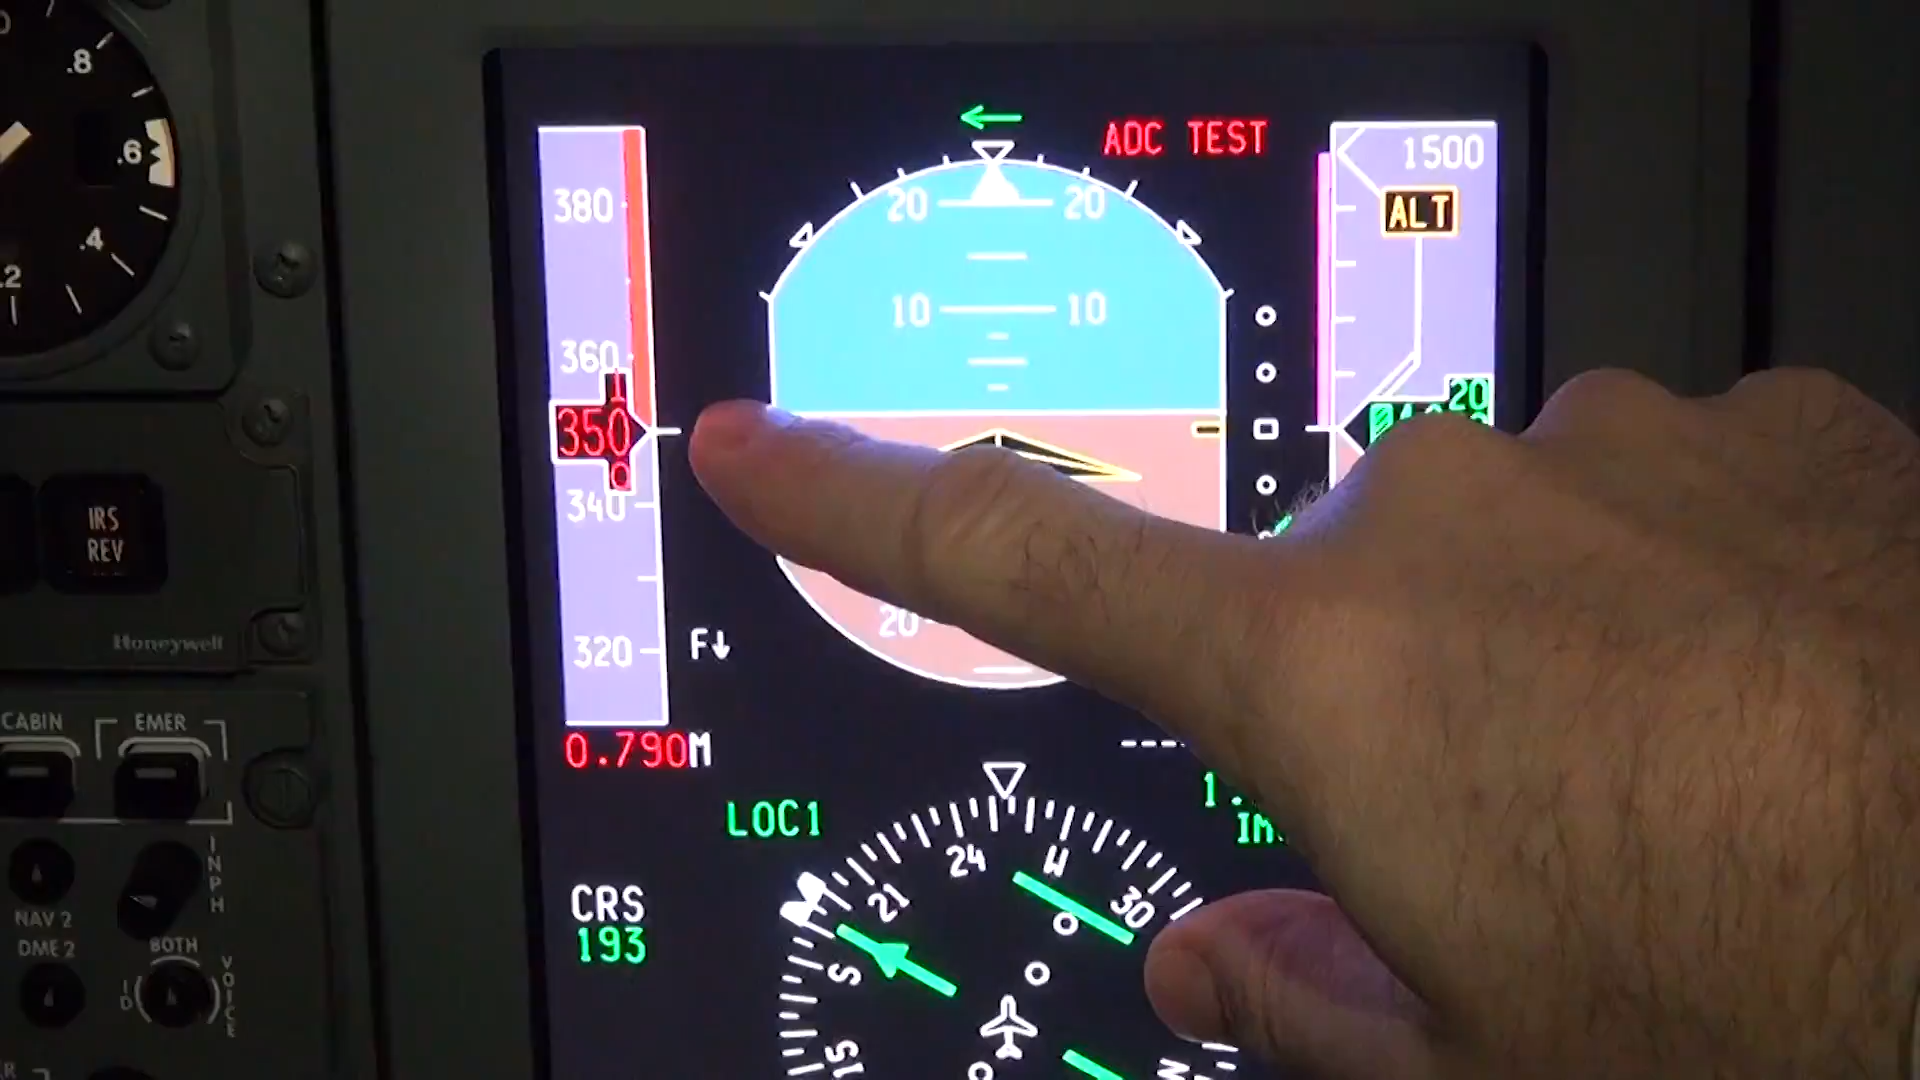 .8
.6
.4
.2
IRS
REV
Honeywell
CABIN
EMER
INPH
NAV 2
DME 2
BOTH
ID
VOICE
ADC TEST
380
360
350
340
320
F↓
0.790M
20 20
10 10
20
1500
ALT
20
LOC1
CRS
193
24
W
21
30
S
15
N